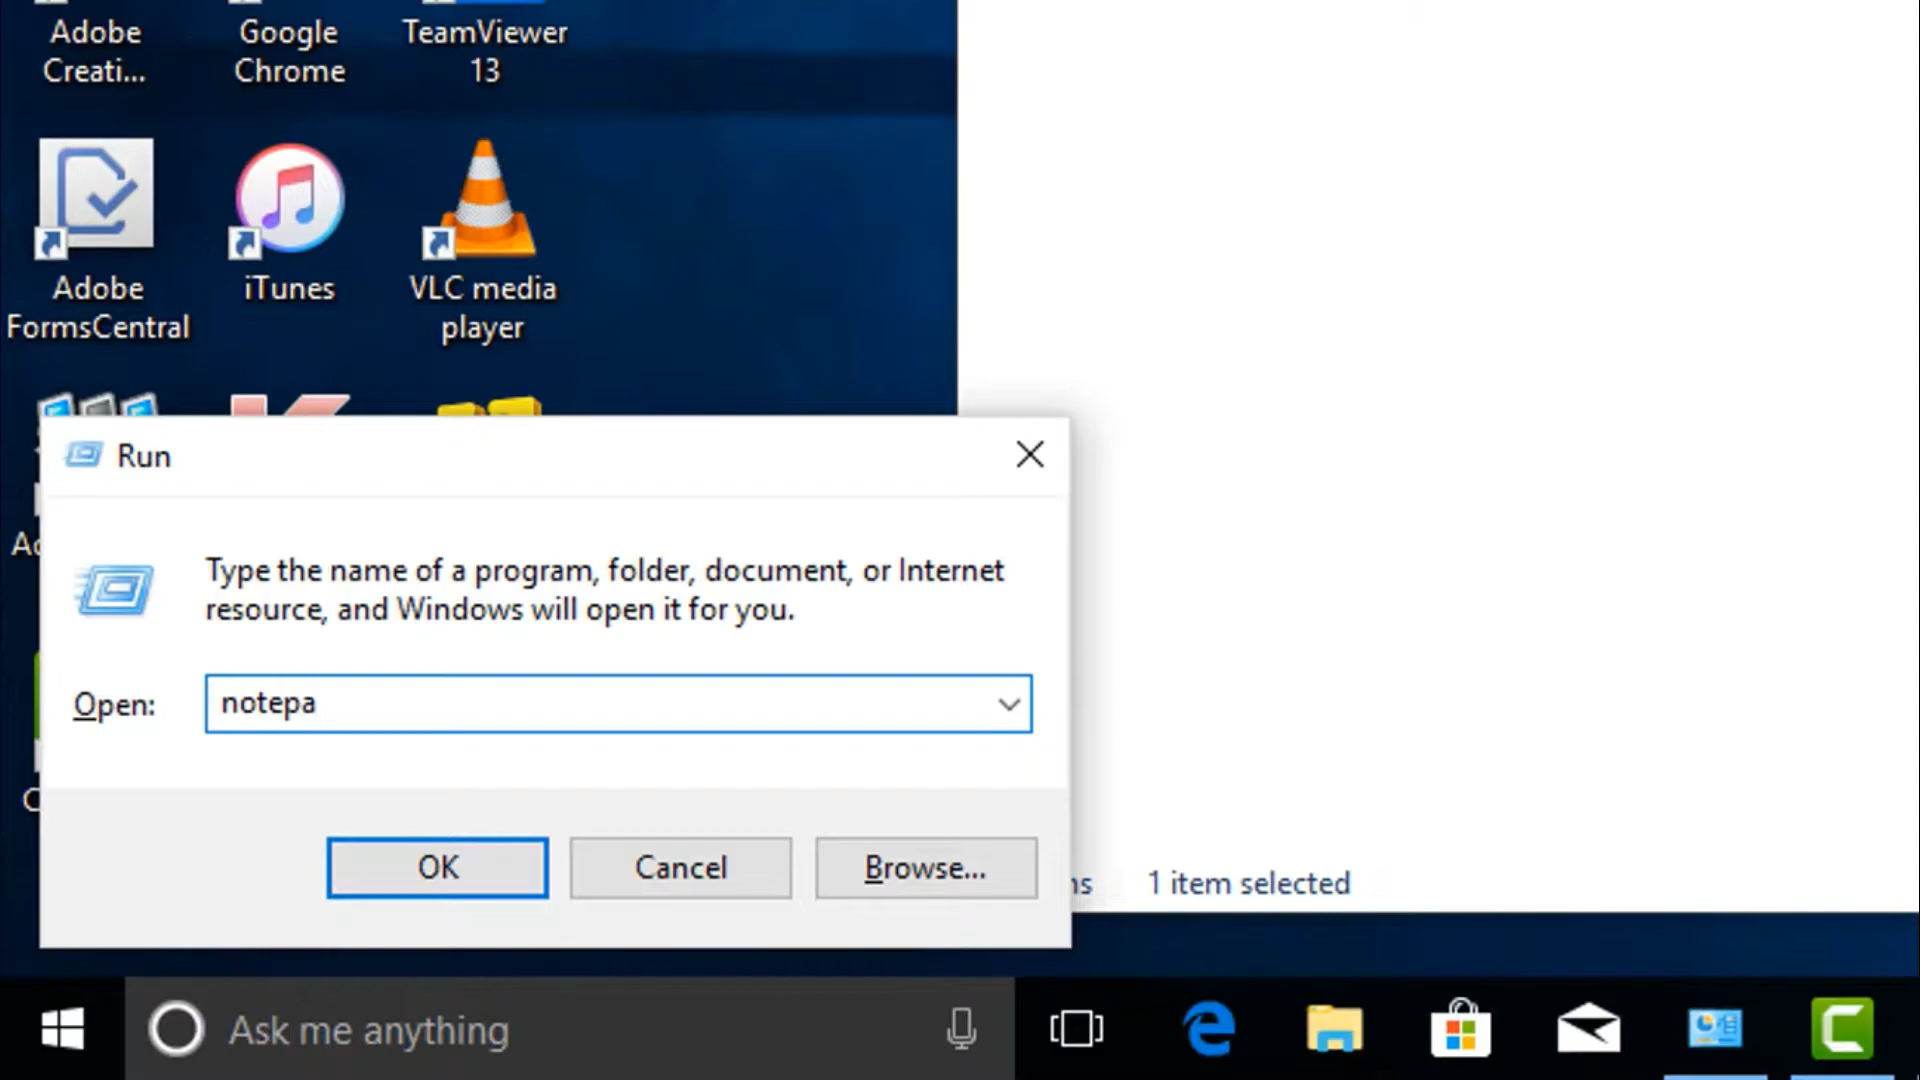 Adobe
Creati...
Google
Chrome
TeamViewer
13
Adobe
FormsCentral
iTunes
VLC media
player
Run
Type the name of a program, folder, document, or Internet
resource, and Windows will open it for you.
Open:
notepa
OK
Cancel
Browse...
1 item selected
Ask me anything